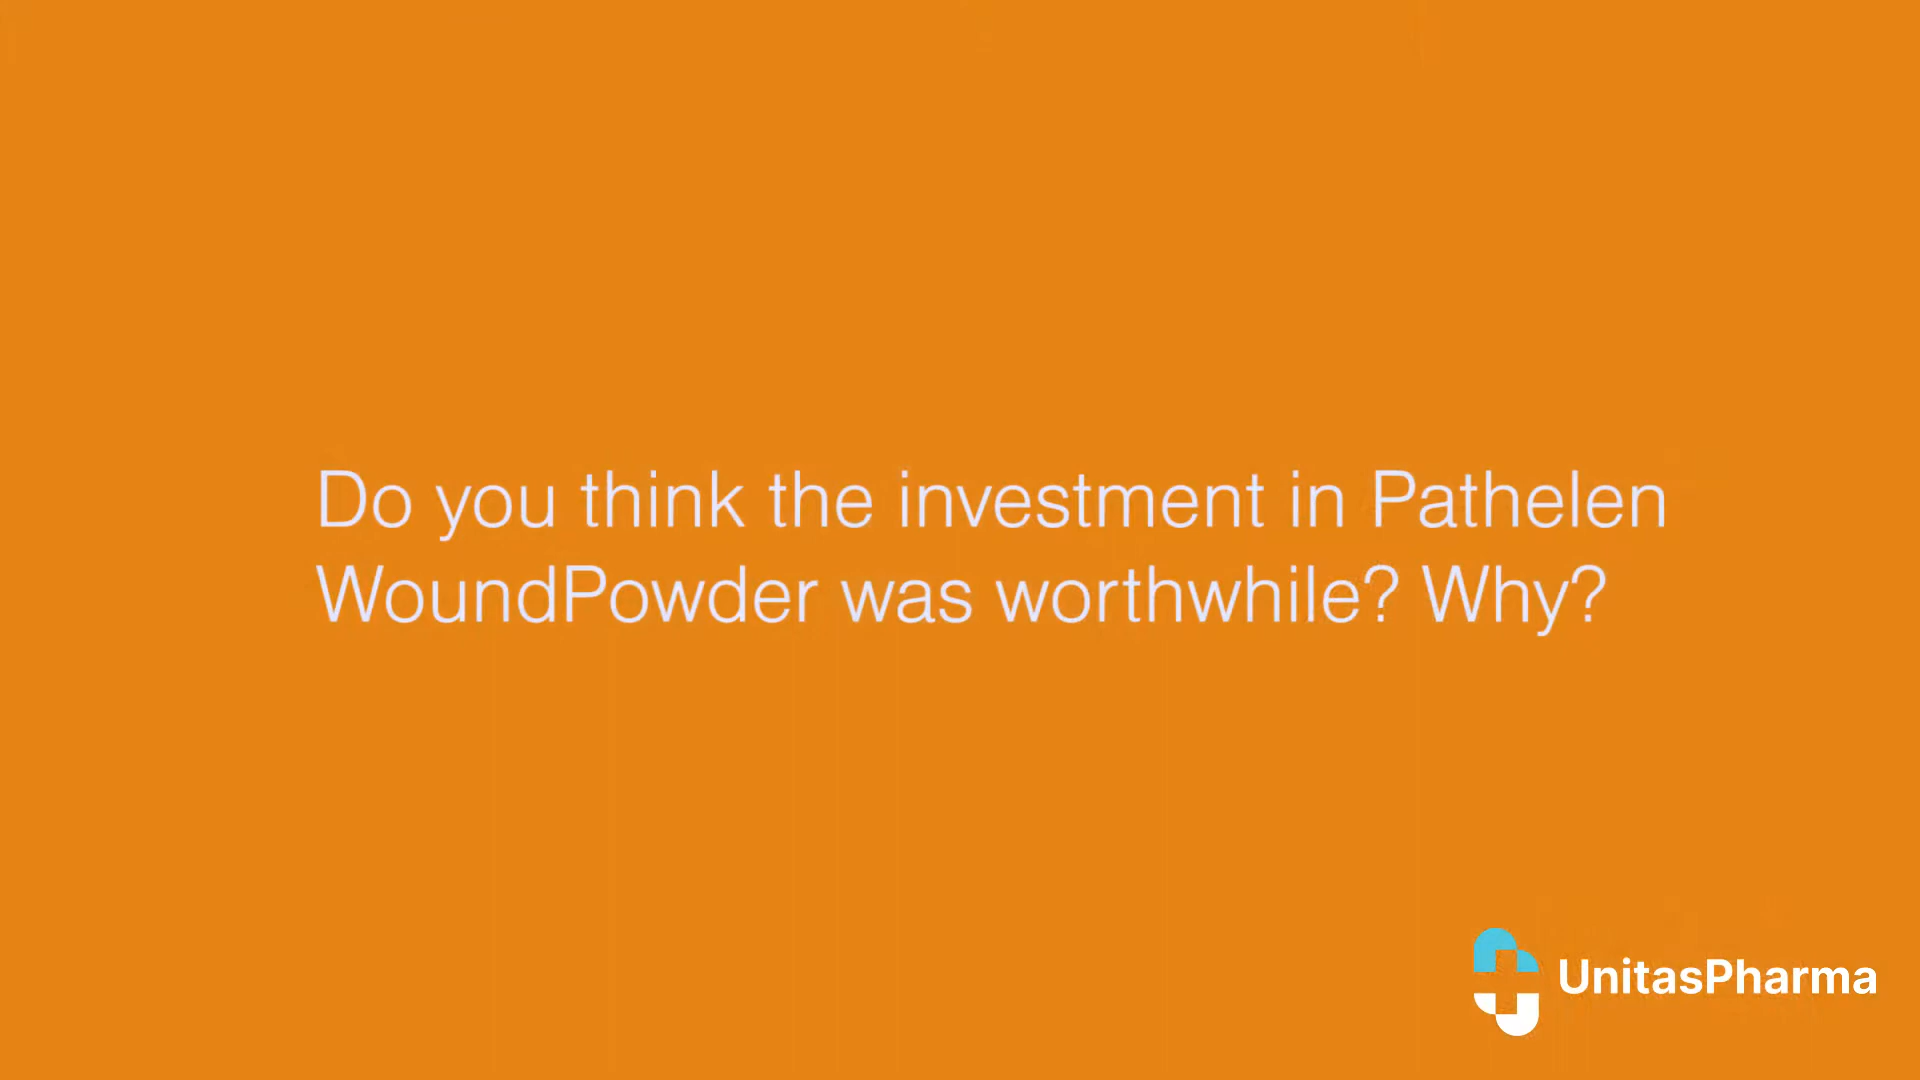 Do you think the investment in Pathelen
WoundPowder was worthwhile? Why?
UnitasPharma